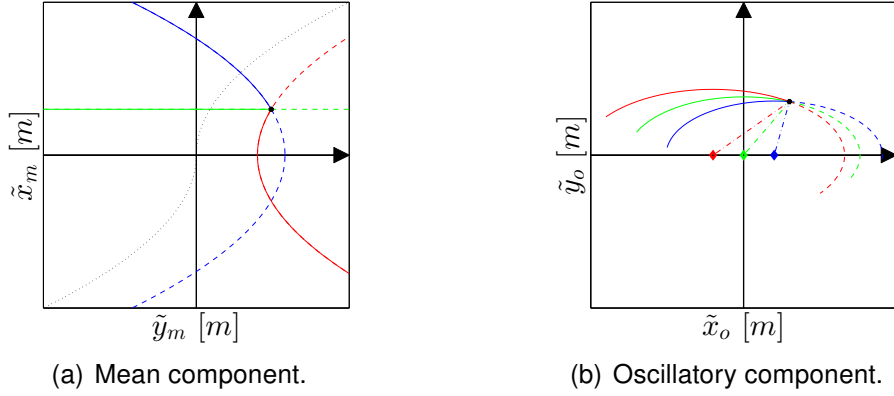 x̃ₘ [m]
ỹₘ [m]
(a) Mean component.
ỹₒ [m]
x̃ₒ [m]
(b) Oscillatory component.